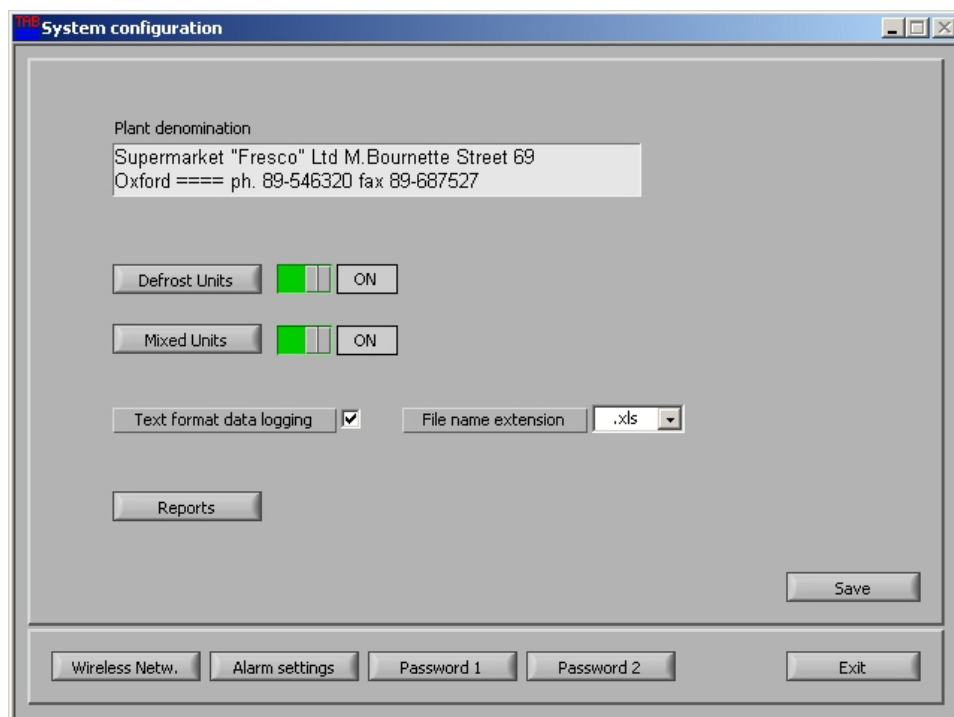 TAB System configuration
Plant denomination
Supermarket "Fresco" Ltd M.Bournette Street 69
Oxford ==== ph. 89-546320 fax 89-687527
Defrost Units ON
Mixed Units ON
Text format data logging File name extension .xls
Reports
Save
Wireless Netw. Alarm settings Password 1 Password 2 Exit